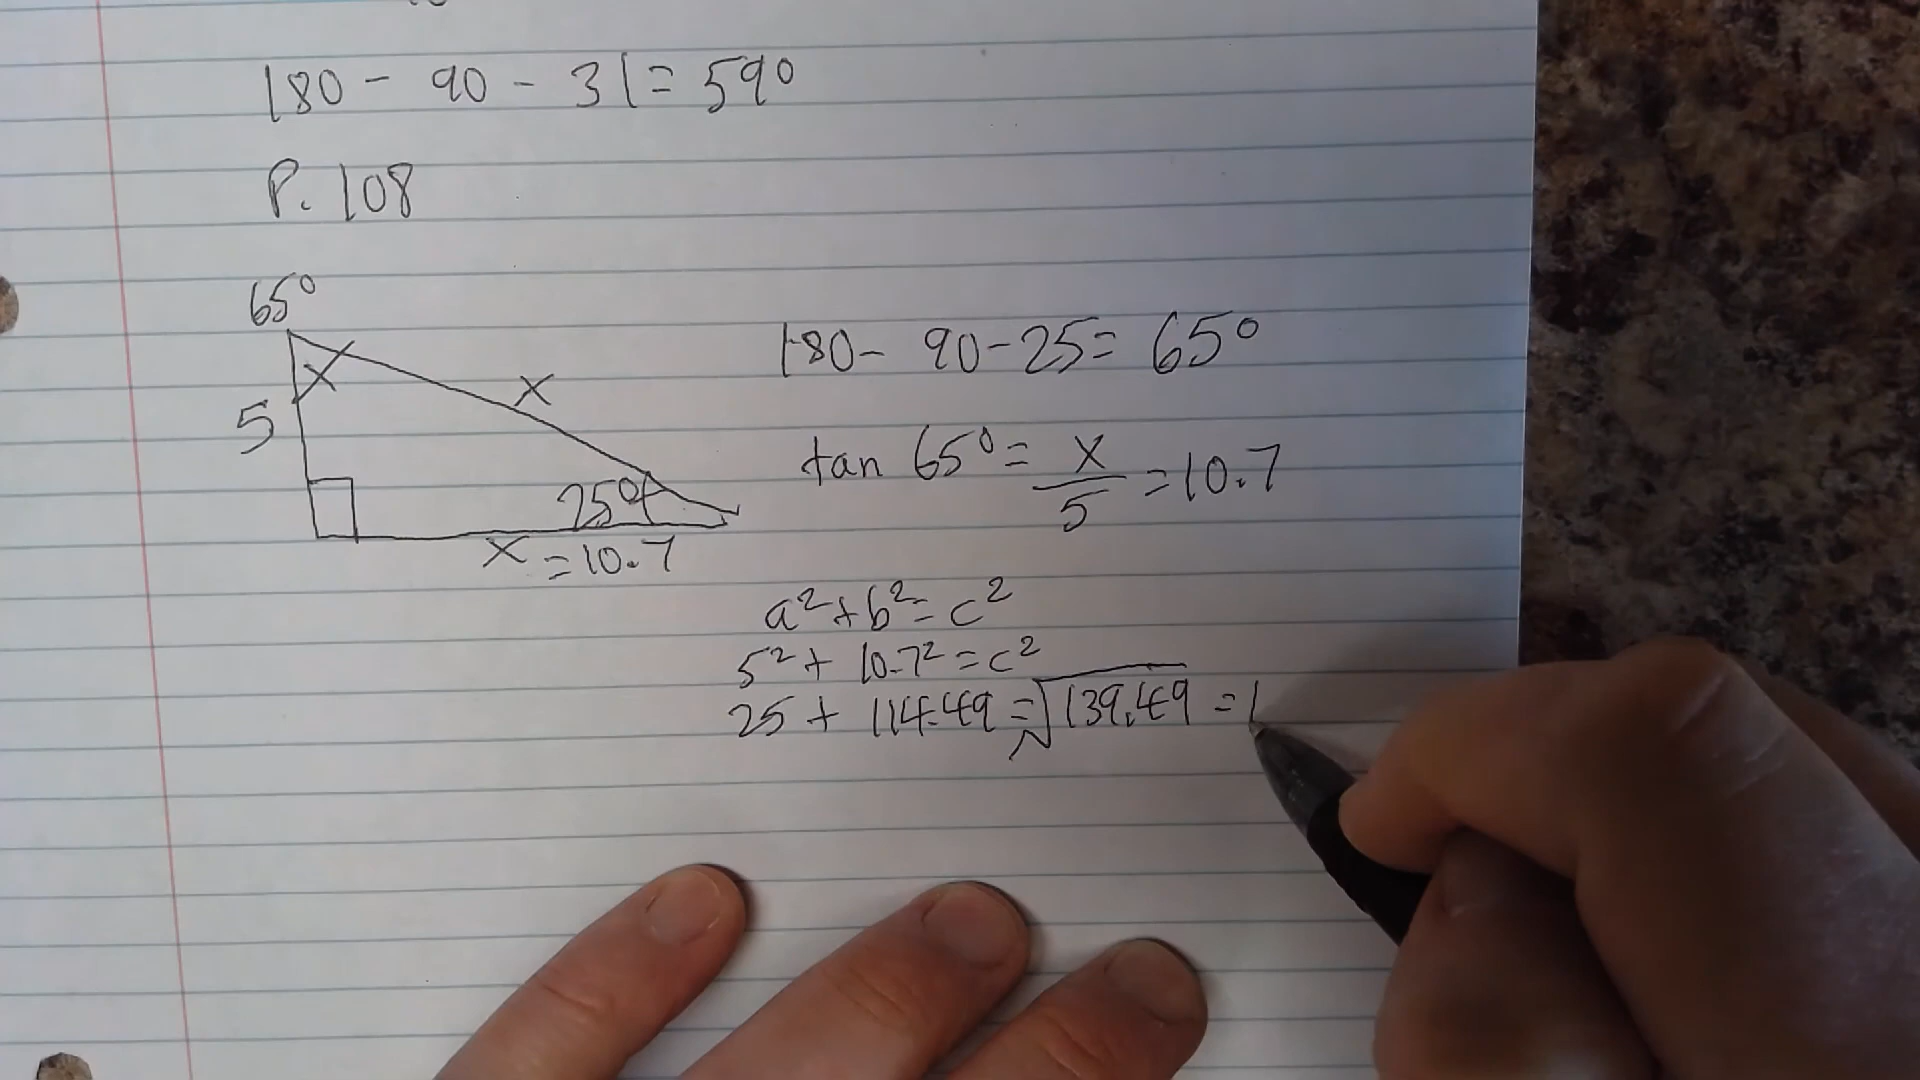 180 - 90 - 31 = 59°
P. 108
65°
180 - 90 - 25 = 65°
x
x
5
tan 65° = x/5 = 10.7
25°
x = 10.7
a² + b² = c²
5² + 10.7² = c²
25 + 114.49 = √139.49 = 1